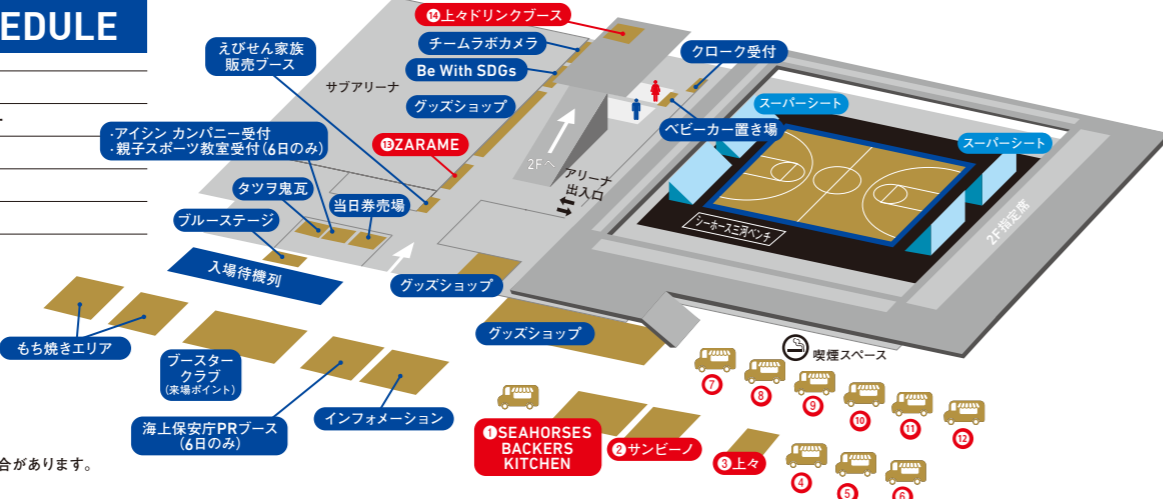 EDULE
⑭上々ドリンクブース
チームラボカメラ
Be With SDGs
グッズショップ
えびせん家族
販売ブース
サブアリーナ
クローク受付
スーパーシート
ベビーカー置き場
スーパーシート
・アイシン カンパニー受付
・親子スポーツ教室受付(6日のみ)
⑬ZARAME
2Fへ
アリーナ
出入口
タツヲ鬼瓦
当日券売場
ブルーステージ
シーホース三河ベンチ
2F指定席
入場待機列
グッズショップ
グッズショップ
もち焼きエリア
ブースター
クラブ
(来場ポイント)
海上保安庁PRブース
(6日のみ)
インフォメーション
喫煙スペース
⑦
⑧
⑨
⑩
⑪
⑫
①SEAHORSES
BACKERS
KITCHEN
②サンビーノ
③上々
④
⑤
⑥
合があります。